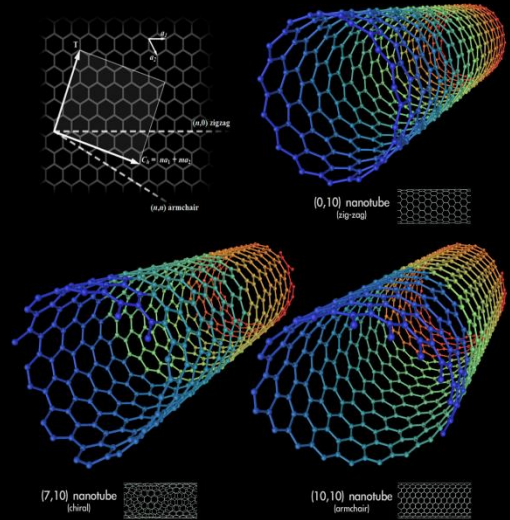 T
a₁
a₂
(n,0) zigzag
Cₕ = na₁ + ma₂
(n,n) armchair
(0,10) nanotube
(zig-zag)
(7,10) nanotube
(chiral)
(10,10) nanotube
(armchair)